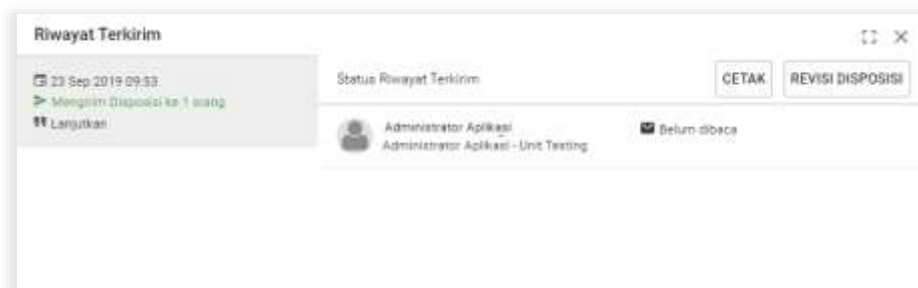 Riwayat Terkirim
23 Sep 2019 09:53
Mengirim Disposisi ke 1 orang
Lanjutkan
Status Riwayat Terkirim
CETAK
REVISI DISPOSISI
Administrator Aplikasi
Administrator Aplikasi - Unit Testing
Belum dibaca